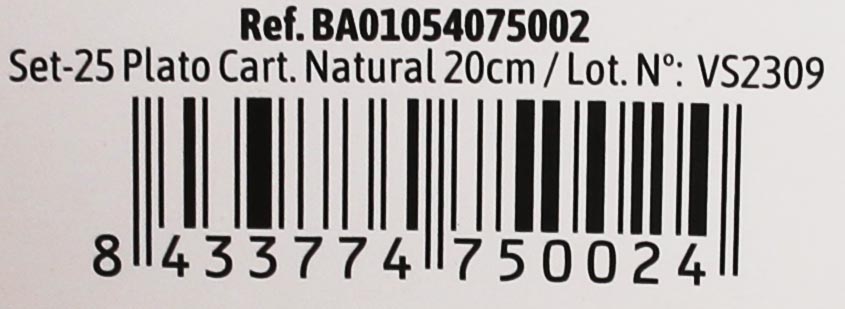 Ref. BA01054075002
Set-25 Plato Cart. Natural 20cm / Lot. Nº: VS2309
8 433774 750024